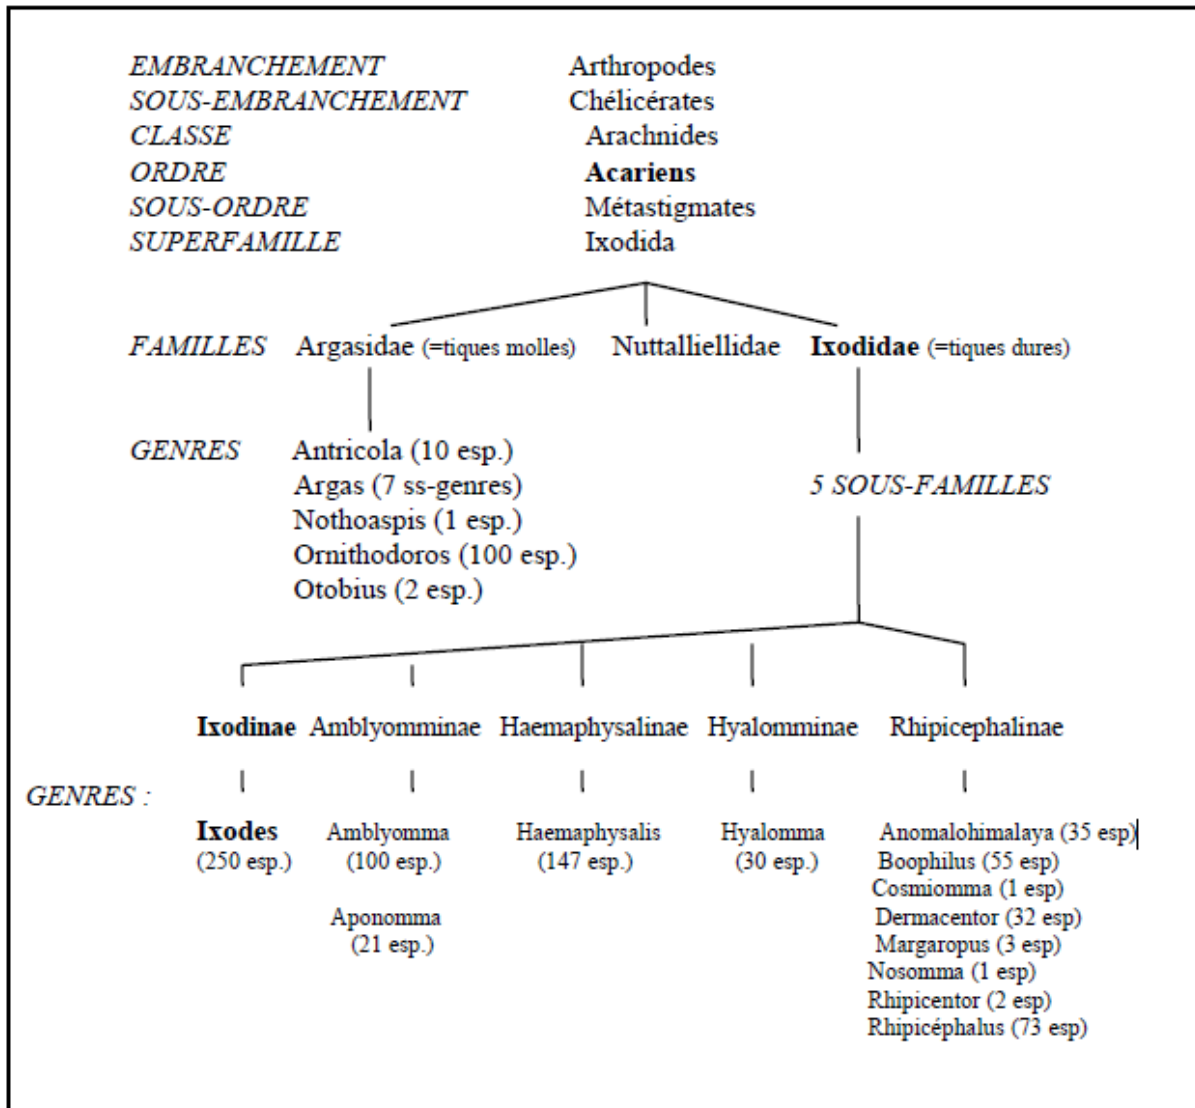 EMBRANCHEMENT Arthropodes
SOUS-EMBRANCHEMENT Chélicérates
CLASSE Arachnides
ORDRE Acariens
SOUS-ORDRE Métastigmates
SUPERFAMILLE Ixodida
FAMILLES Argasidae (=tiques molles) Nuttalliellidae Ixodidae (=tiques dures)
GENRES Antricola (10 esp.)
Argas (7 ss-genres)
Nothoaspis (1 esp.)
Ornithodoros (100 esp.)
Otobius (2 esp.)
5 SOUS-FAMILLES
Ixodinae Amblyomminae Haemaphysalinae Hyalomminae Rhipicephalinae
GENRES :
Ixodes
(250 esp.)
Amblyomma
(100 esp.)
Aponomma
(21 esp.)
Haemaphysalis
(147 esp.)
Hyalomma
(30 esp.)
Anomalohimalaya (35 esp)
Boophilus (55 esp)
Cosmiomma (1 esp)
Dermacentor (32 esp)
Margaropus (3 esp)
Nosomma (1 esp)
Rhipicentor (2 esp)
Rhipicéphalus (73 esp)